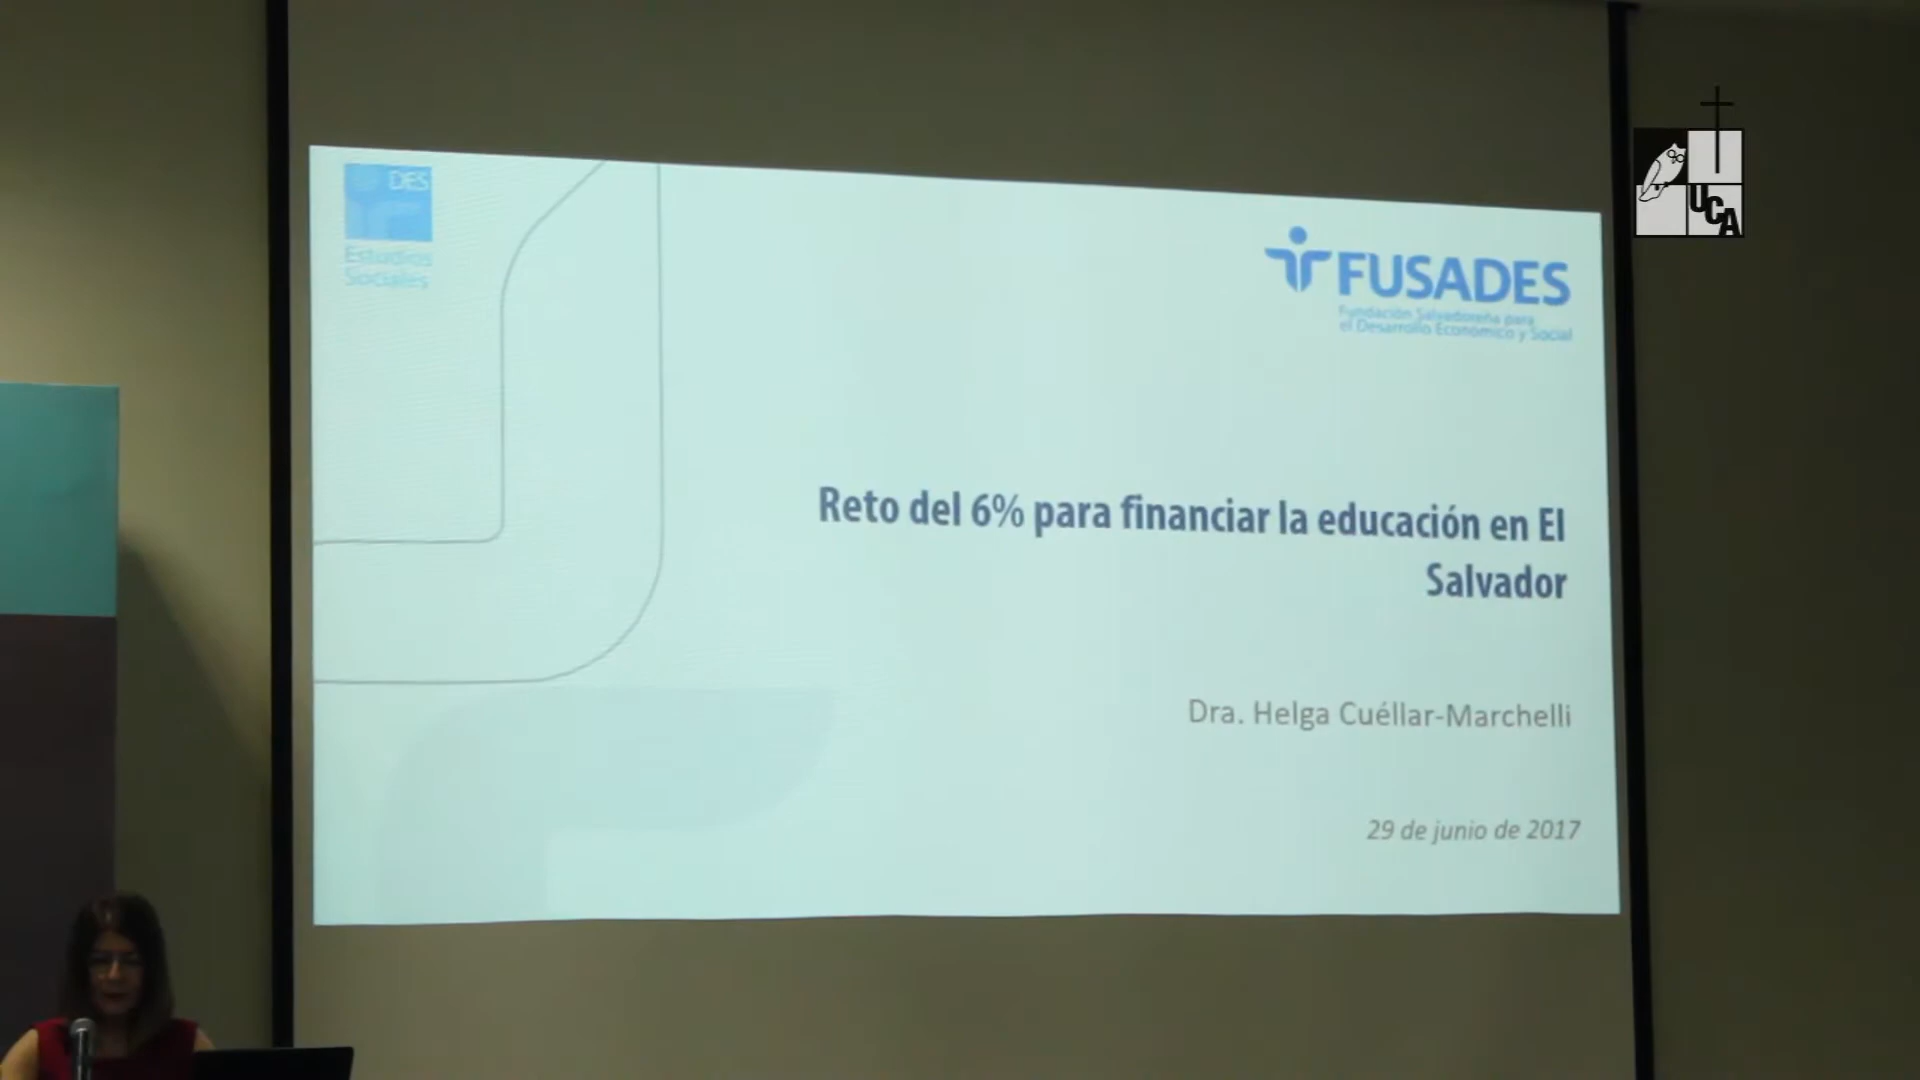 DES
Estudios
Sociales
FUSADES
Fundación Salvadoreña para
el Desarrollo Económico y Social
Reto del 6% para financiar la educación en El
Salvador
Dra. Helga Cuéllar-Marchelli
29 de junio de 2017
UCA